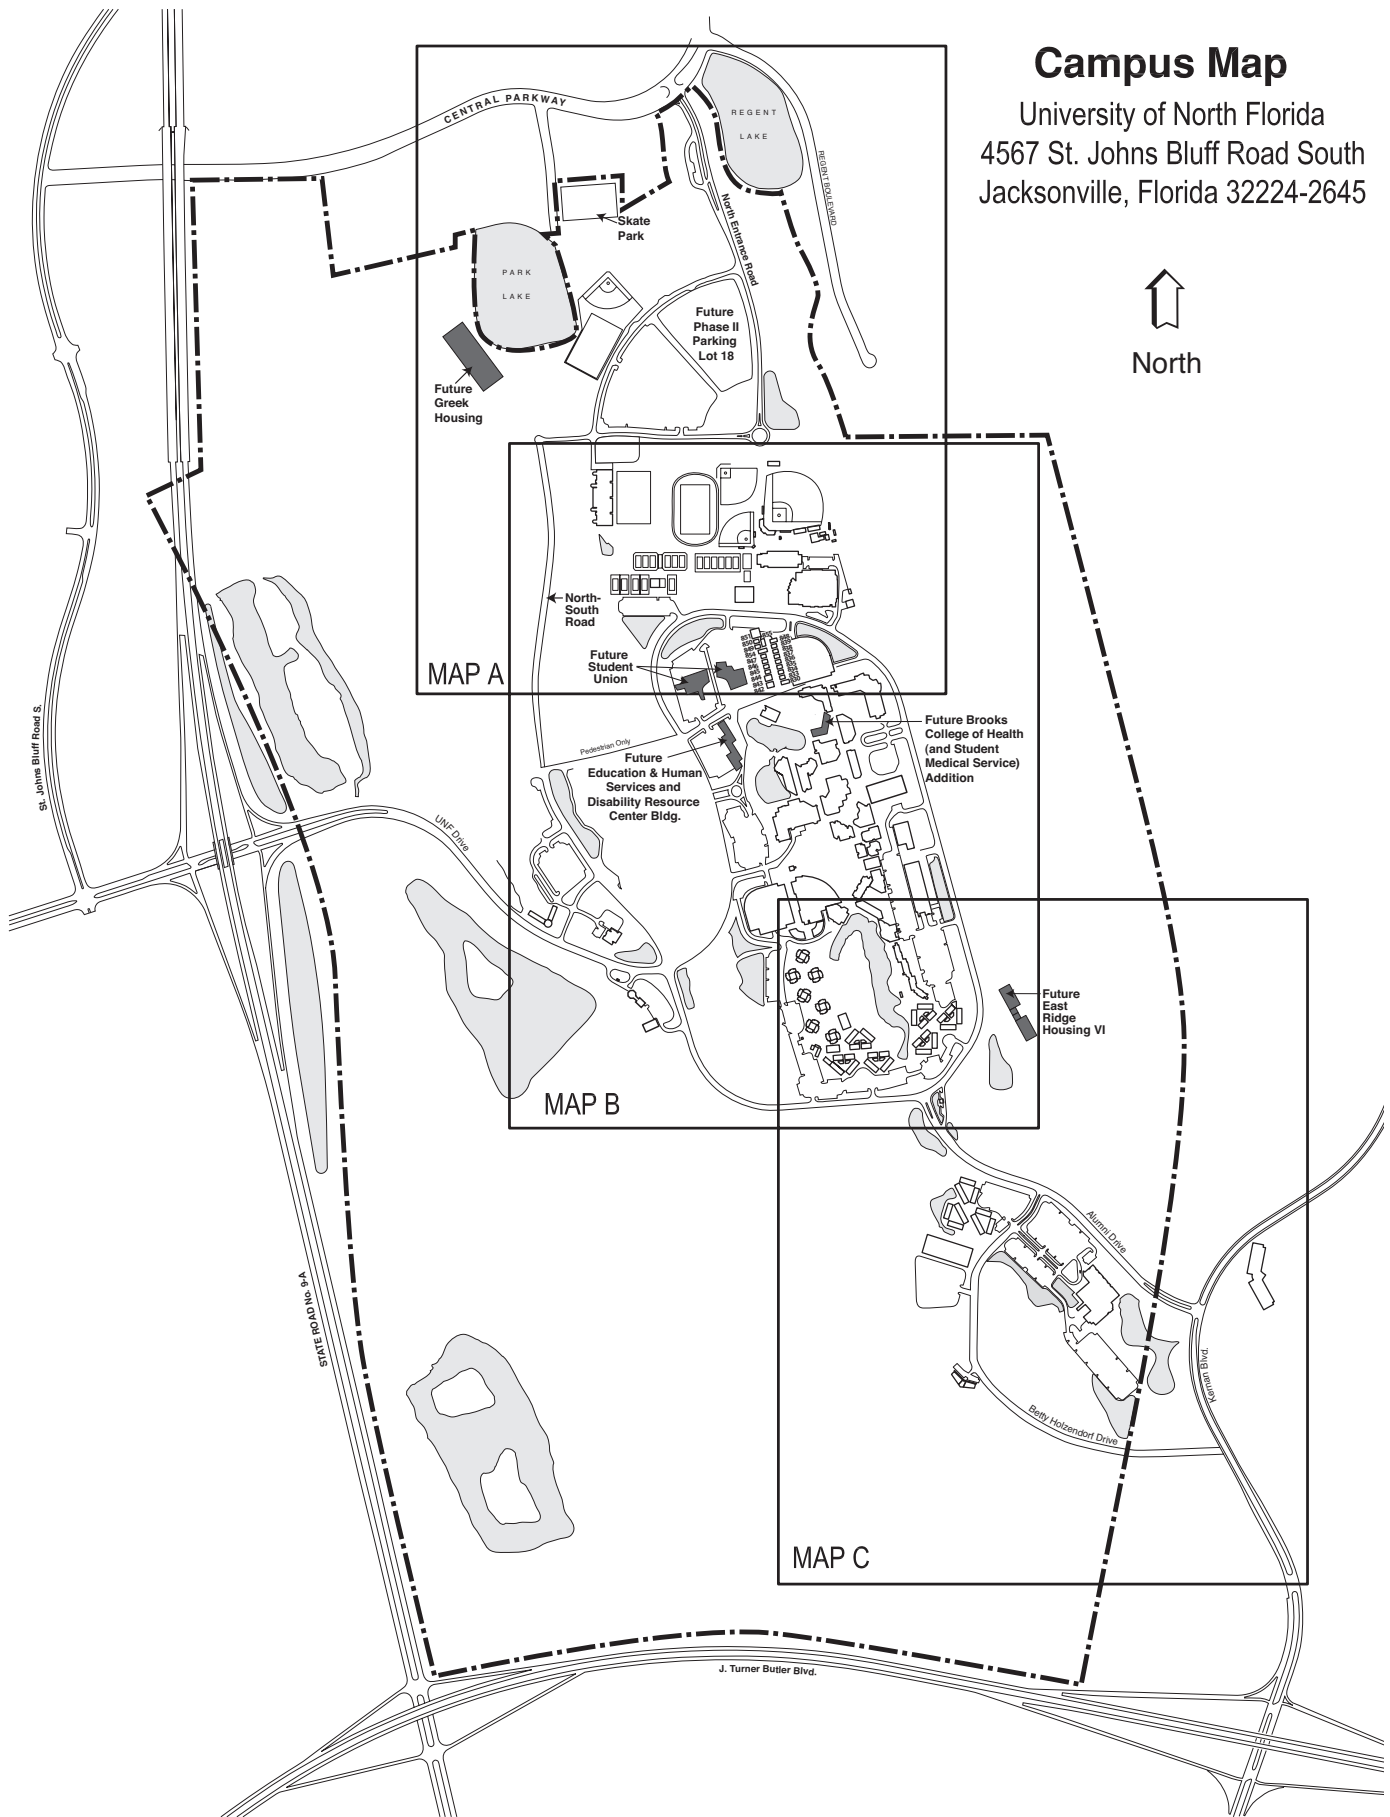 Campus Map
University of North Florida
4567 St. Johns Bluff Road South
Jacksonville, Florida 32224-2645
North
CENTRAL PARKWAY
REGENT
LAKE
REGENT BOULEVARD
North Entrance Road
Skate
Park
PARK
LAKE
Future
Phase II
Parking
Lot 18
Future
Greek
Housing
North-
South
Road
Future
Student
Union
MAP A
Pedestrian Only
Future Brooks
College of Health
(and Student
Medical Service)
Addition
Future
Education & Human
Services and
Disability Resource
Center Bldg.
St. Johns Bluff Road S.
UNF Drive
Future
East
Ridge
Housing VI
MAP B
Alumni Drive
STATE ROAD No. 9-A
Kernan Blvd.
Betty Holzendorf Drive
MAP C
J. Turner Butler Blvd.